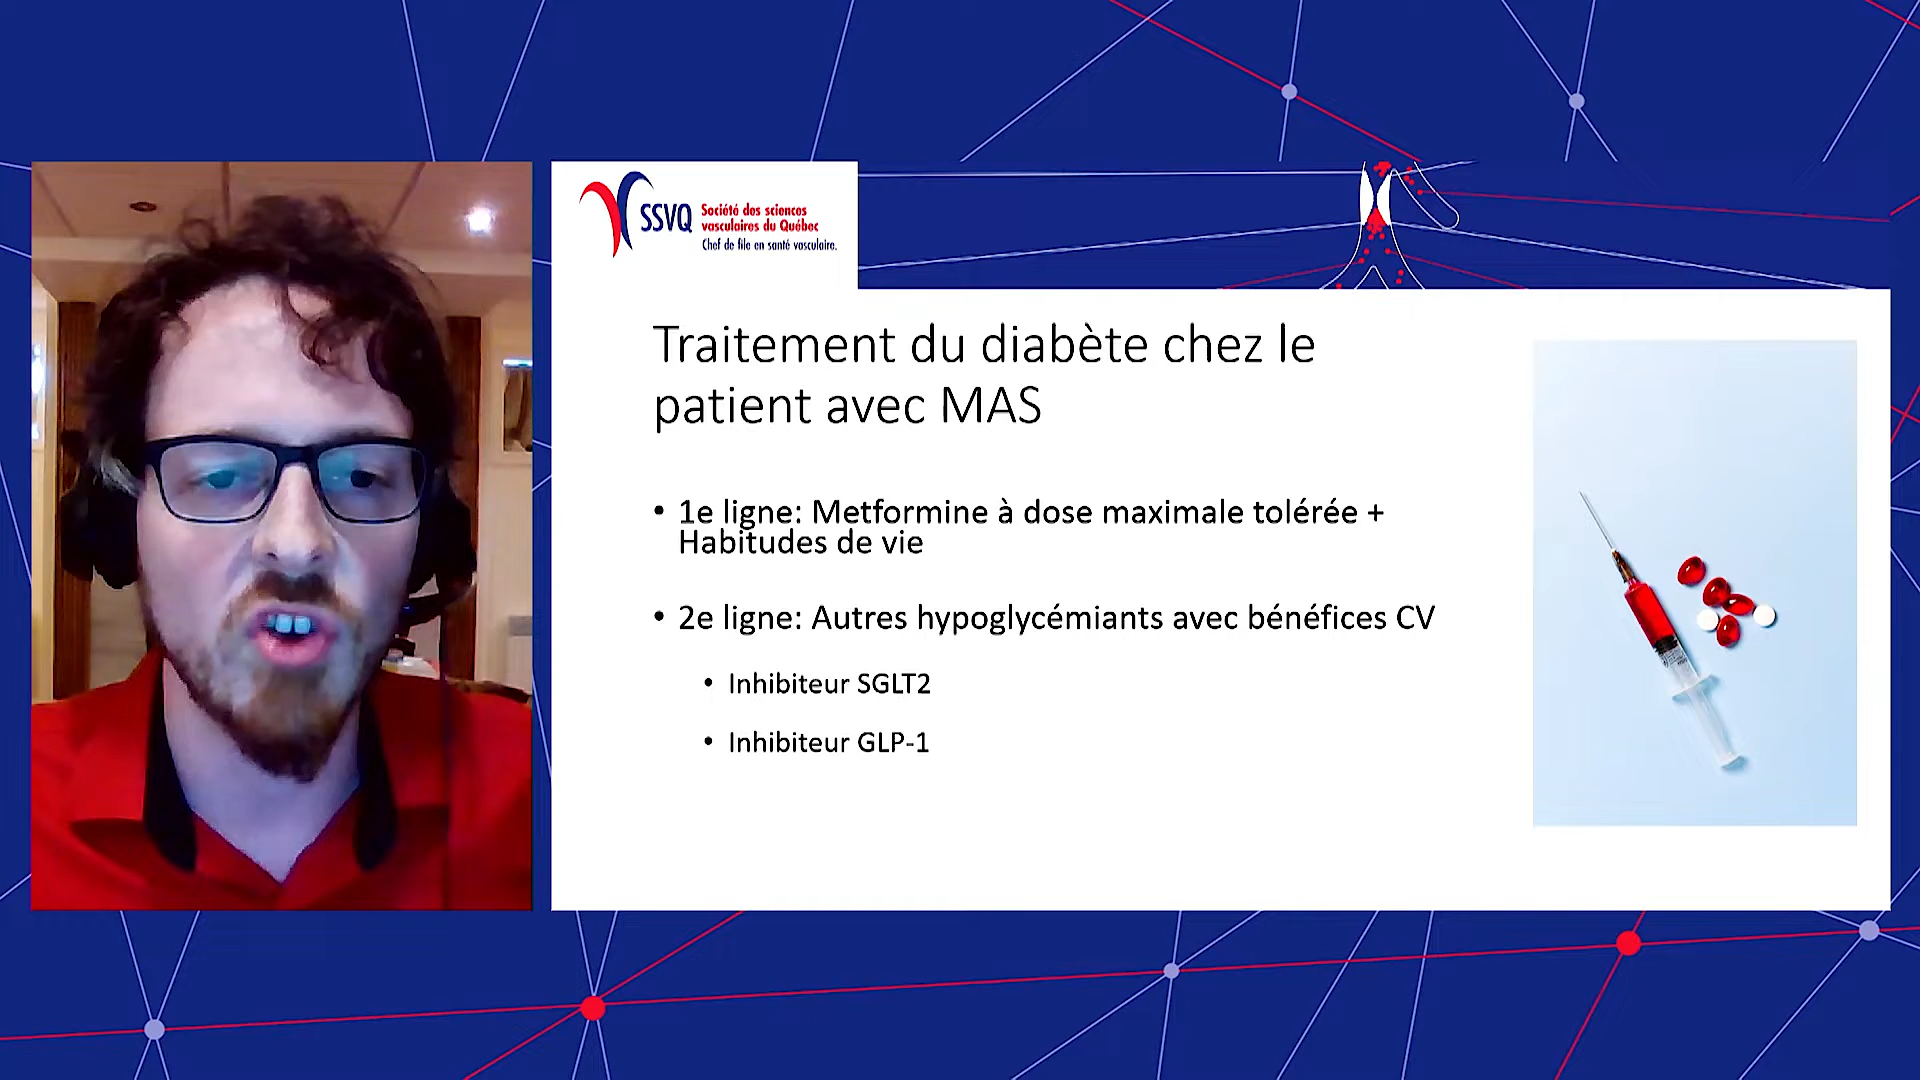 SSVQ
Société des sciences
vasculaires du Québec
Chef de file en santé vasculaire.
Traitement du diabète chez le
patient avec MAS
• 1e ligne: Metformine à dose maximale tolérée +
Habitudes de vie
• 2e ligne: Autres hypoglycémiants avec bénéfices CV
• Inhibiteur SGLT2
• Inhibiteur GLP-1